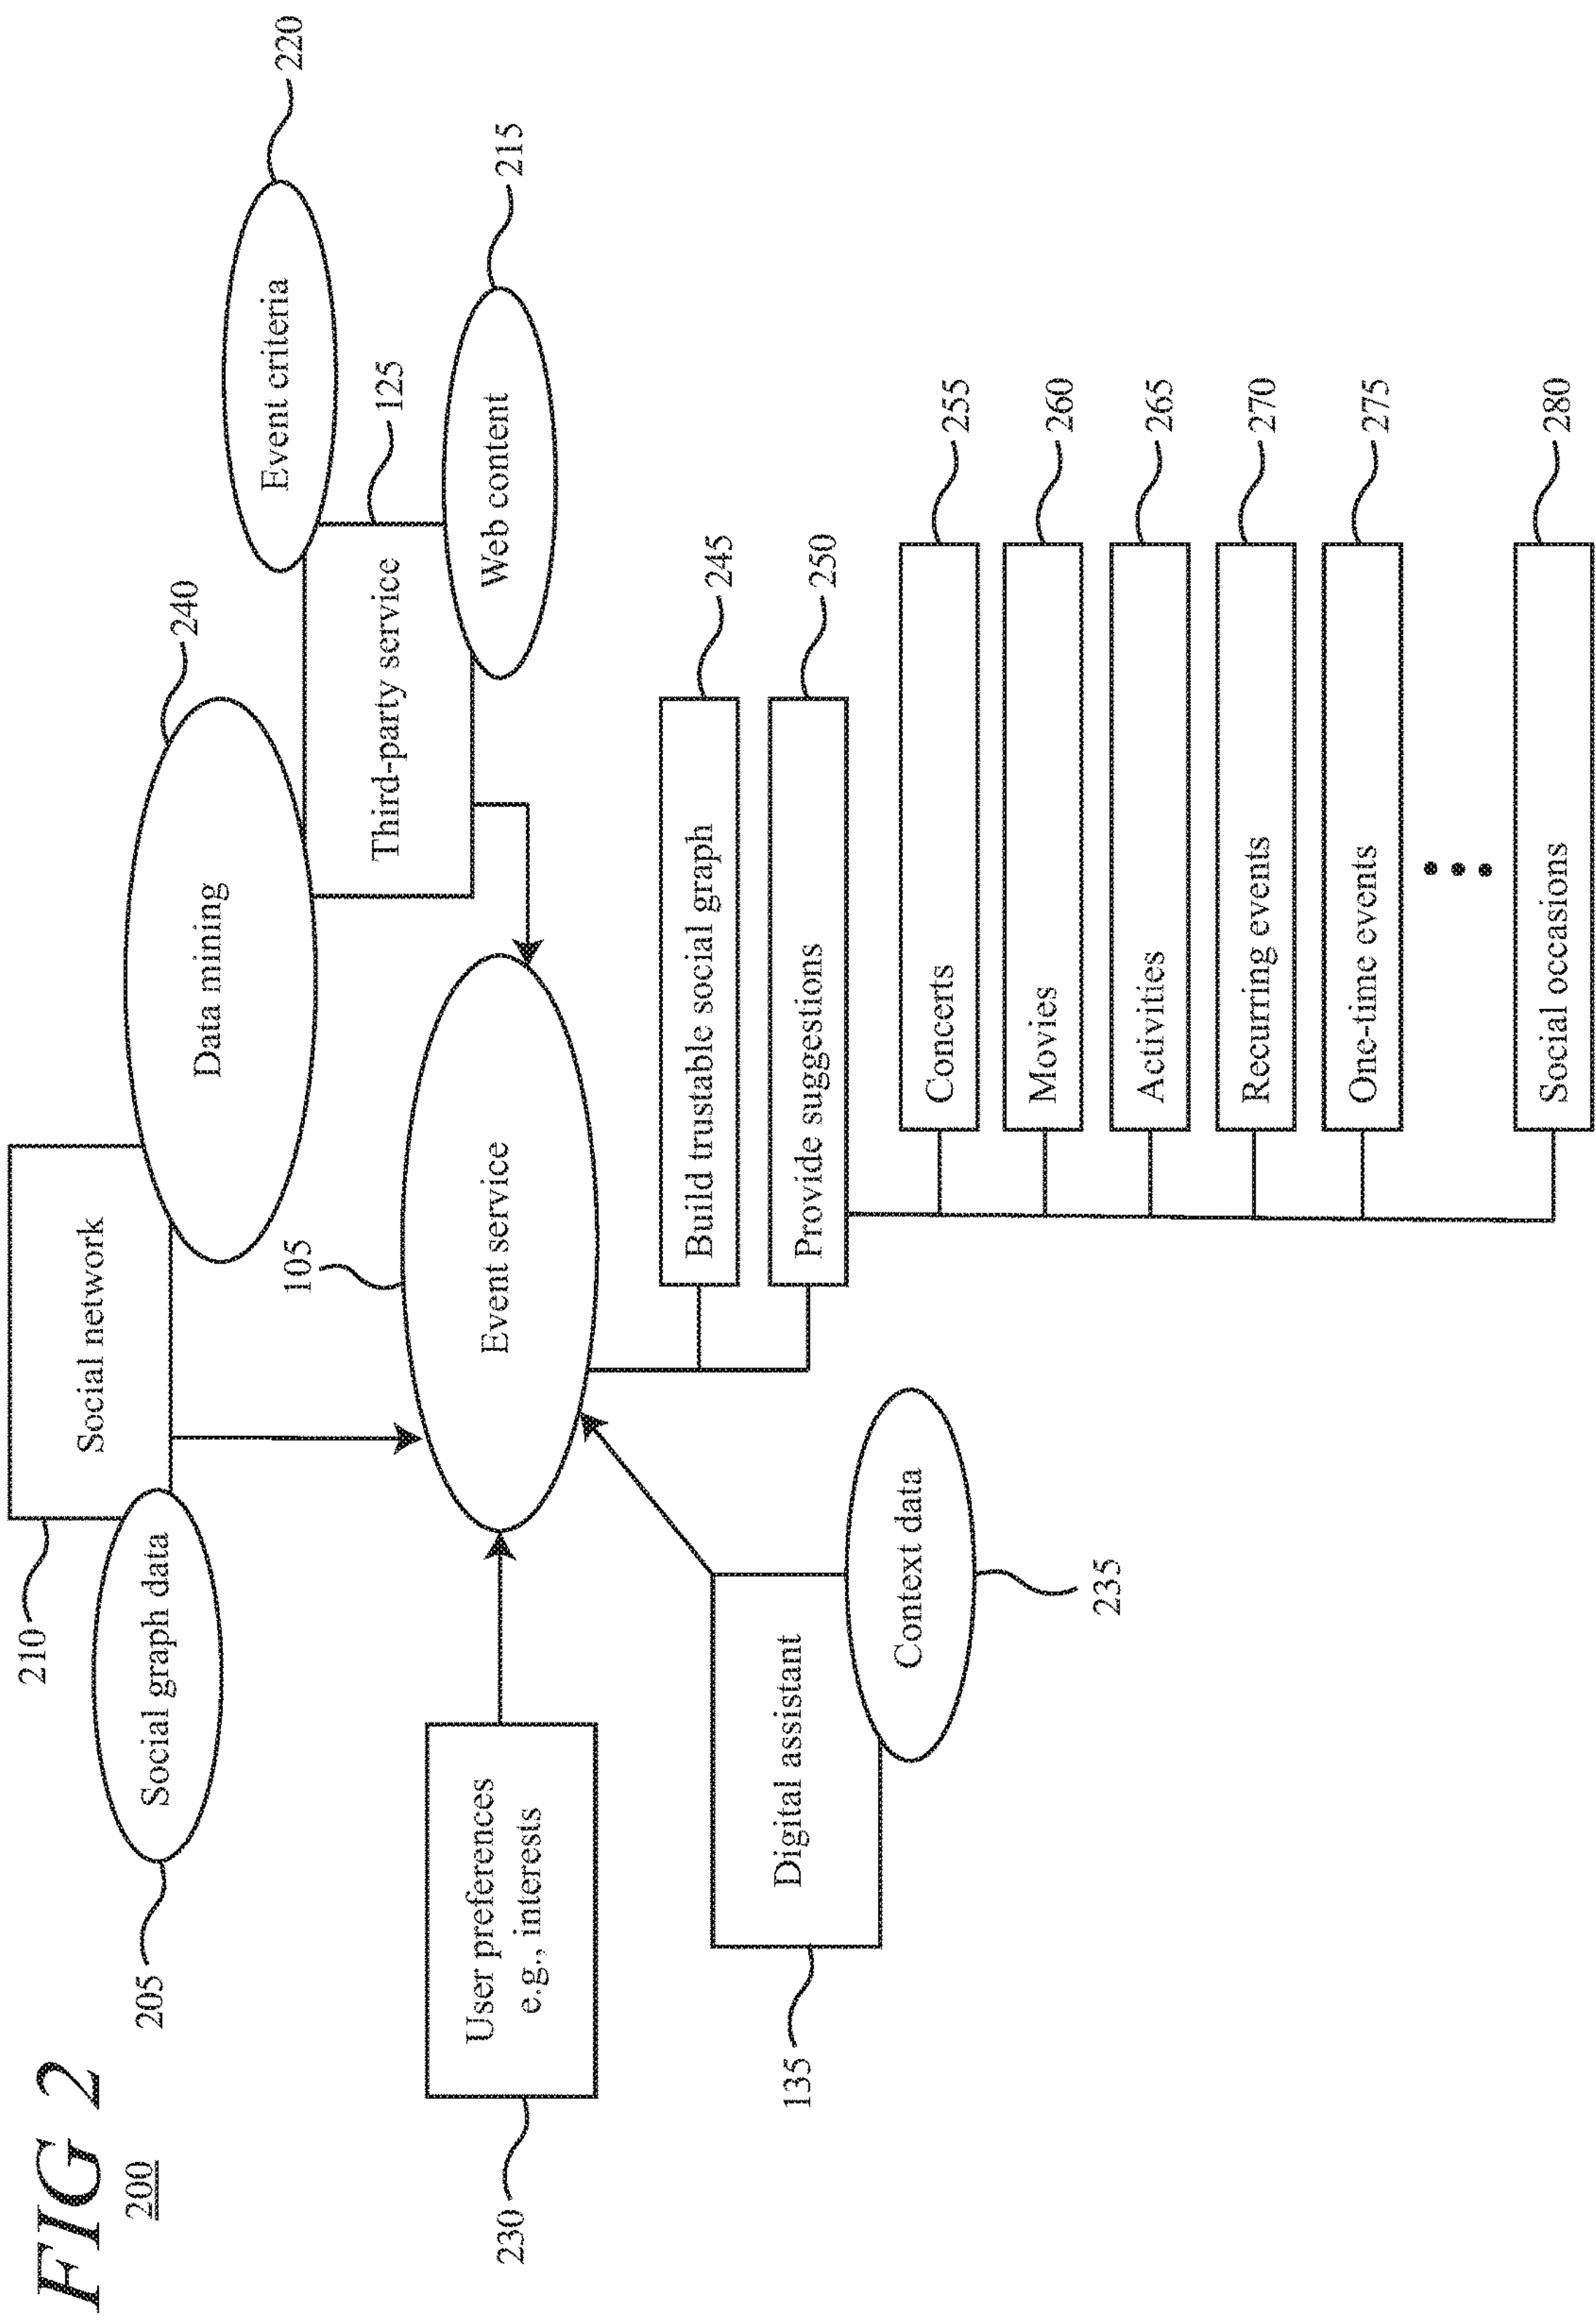 FIG 2
200
210
Social network
205
Social graph data
240
Data mining
220
Event criteria
125
Third-party service
215
Web content
105
Event service
230
User preferences
e.g., interests
135
Digital assistant
Context data
235
Build trustable social graph
245
Provide suggestions
250
Concerts
255
Movies
260
Activities
265
Recurring events
270
One-time events
275
Social occasions
280